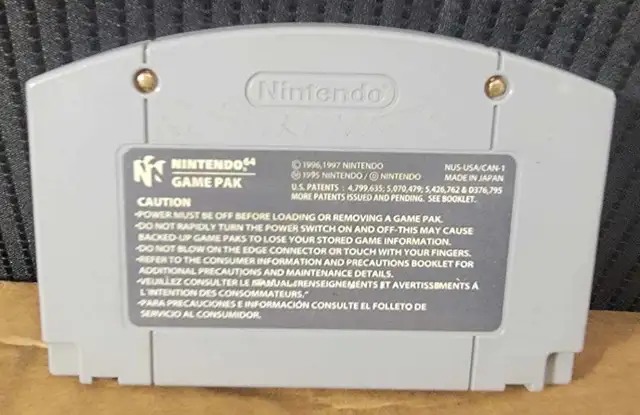 Nintendo
NINTENDO 64
GAME PAK
© 1996, 1997 NINTENDO
Ⓜ 1995 NINTENDO / Ⓓ NINTENDO
NUS-USA/CAN-1
MADE IN JAPAN
U.S. PATENTS : 4,799,635; 5,070,479; 5,426,762 & D376,795
MORE PATENTS ISSUED AND PENDING. SEE BOOKLET.
CAUTION
•POWER MUST BE OFF BEFORE LOADING OR REMOVING A GAME PAK.
•DO NOT RAPIDLY TURN THE POWER SWITCH ON AND OFF-THIS MAY CAUSE
BACKED-UP GAME PAKS TO LOSE YOUR STORED GAME INFORMATION.
•DO NOT BLOW ON THE EDGE CONNECTOR OR TOUCH WITH YOUR FINGERS.
•REFER TO THE CONSUMER INFORMATION AND PRECAUTIONS BOOKLET FOR
ADDITIONAL PRECAUTIONS AND MAINTENANCE DETAILS.
•VEUILLEZ CONSULTER LE MANUAL "RENSEIGNEMENTS ET AVERTISSEMENTS A
L'INTENTION DES CONSOMMATEURS."
•PARA PRECAUCIONES E INFORMACIÓN CONSULTE EL FOLLETO DE
SERVICIO AL CONSUMIDOR.